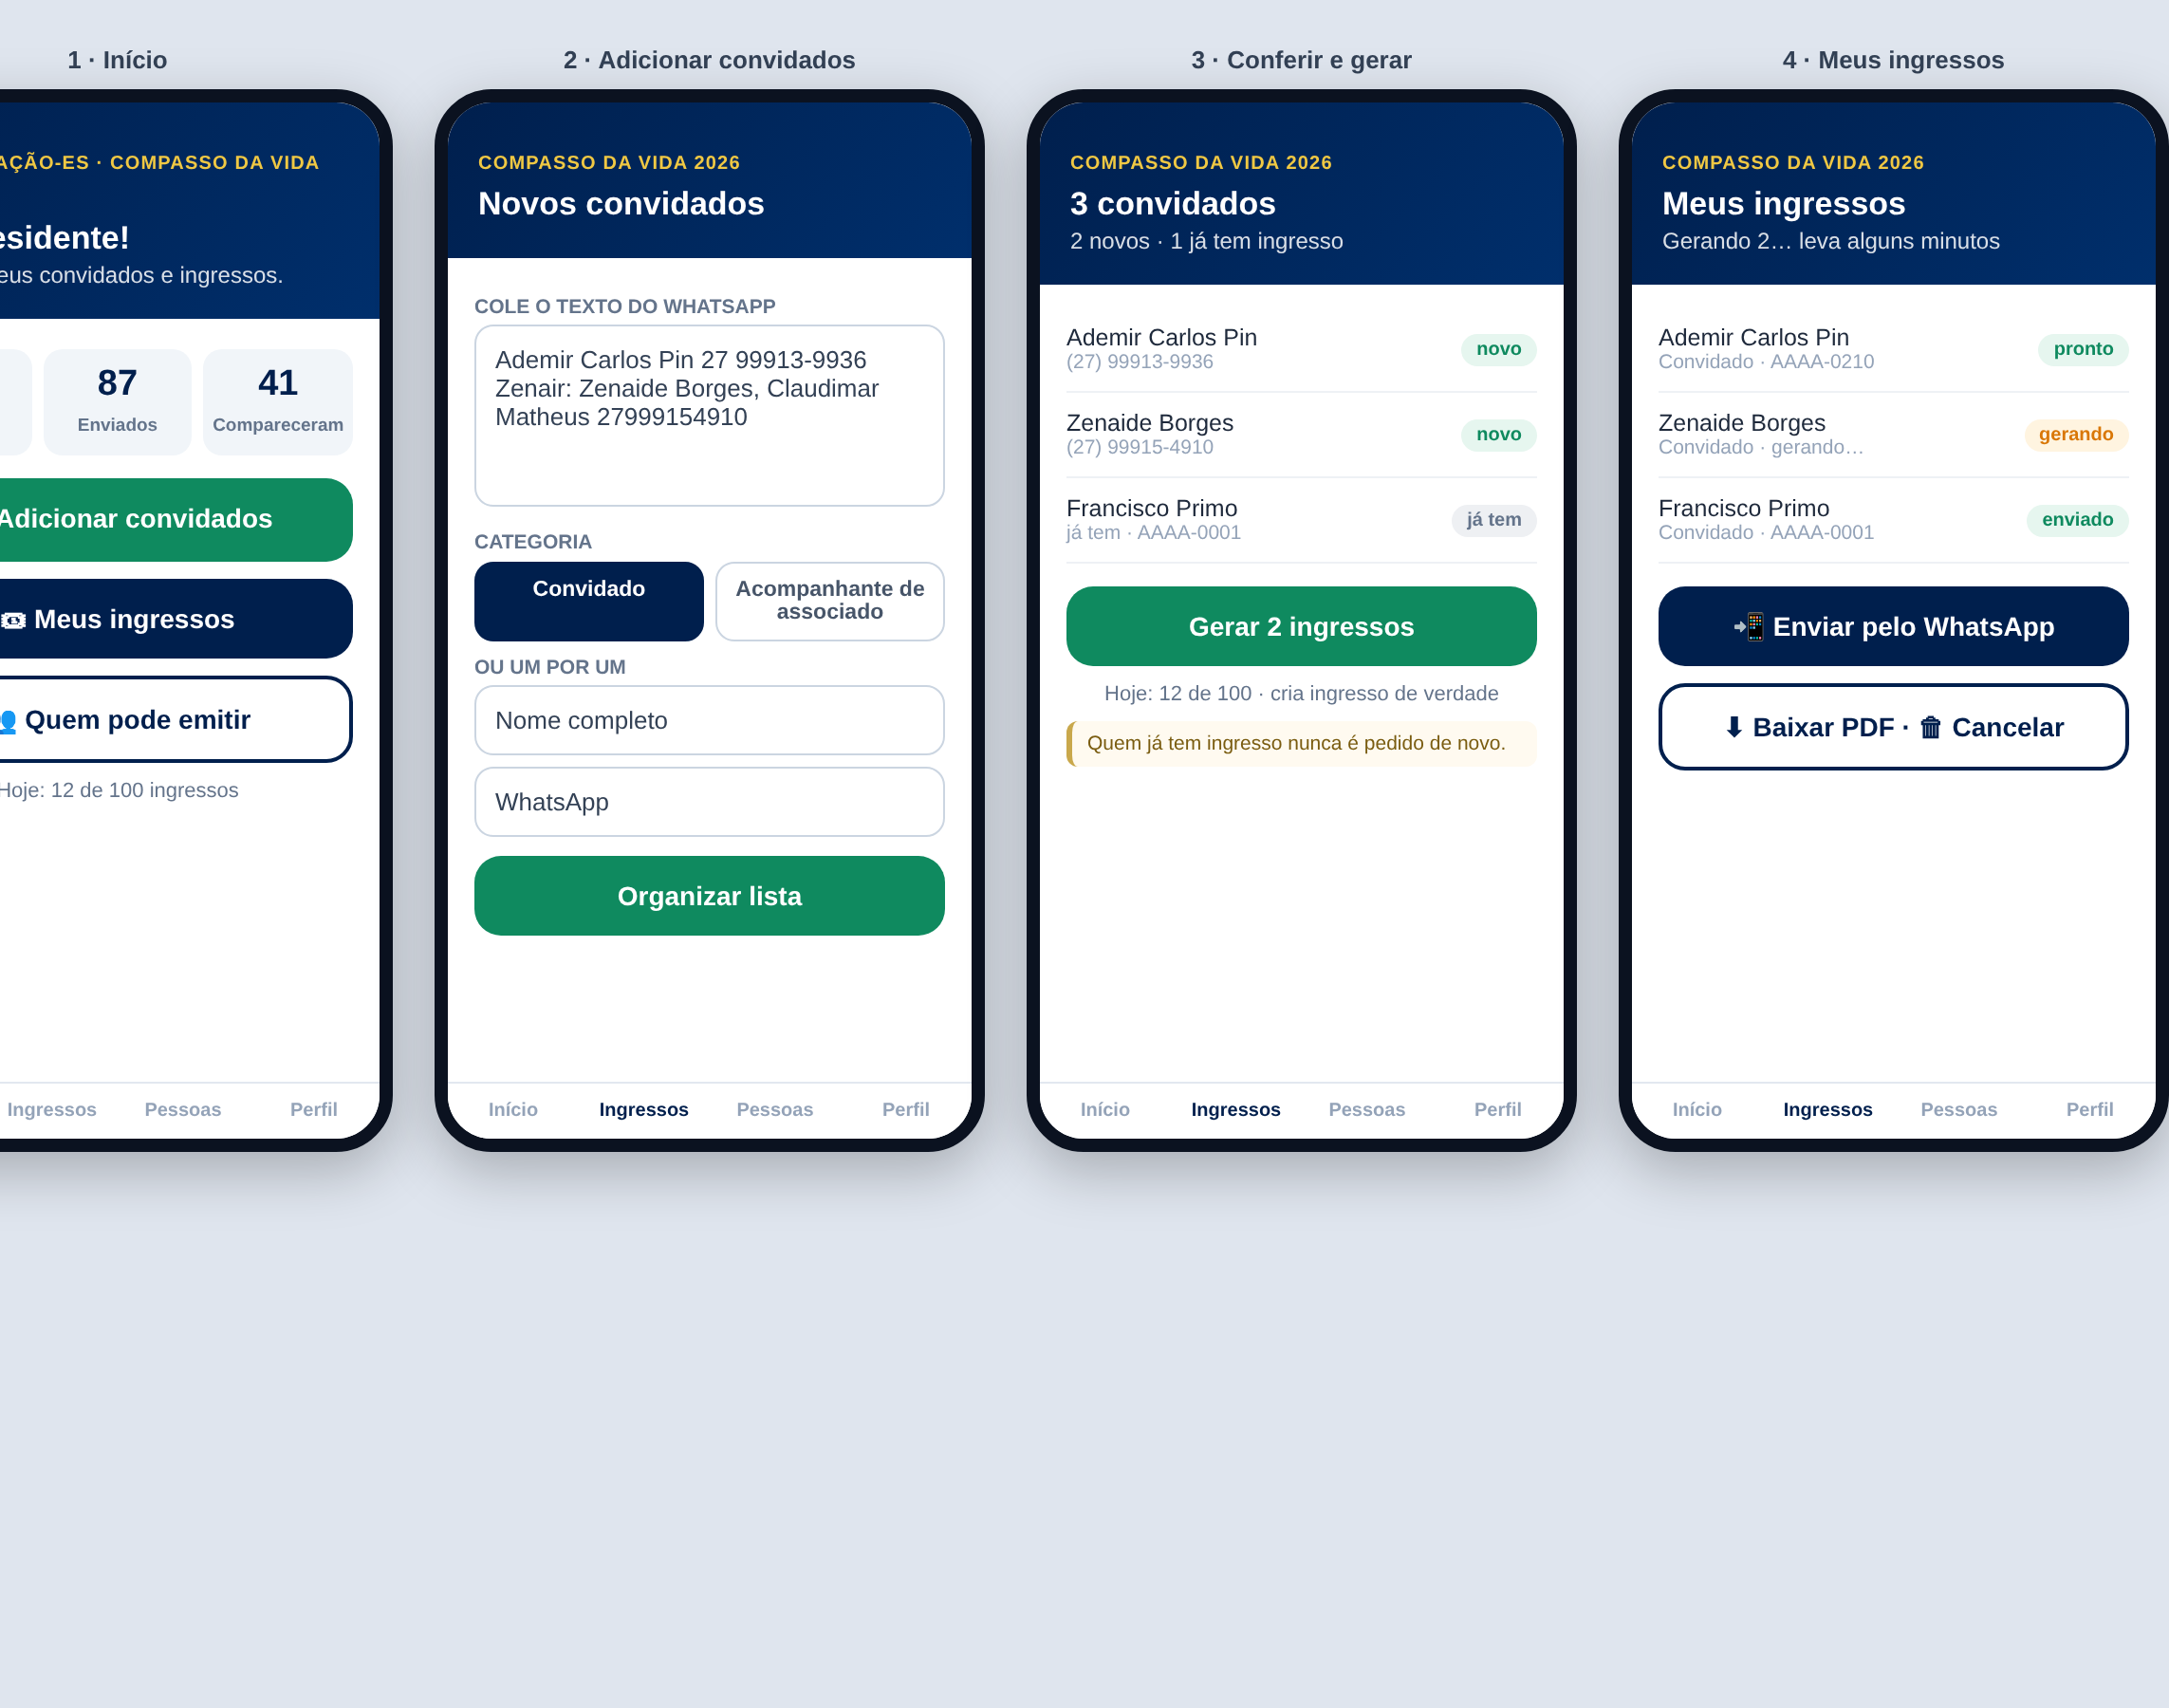 1 · Início
AÇÃO-ES · COMPASSO DA VIDA
esidente!
eus convidados e ingressos.
87
Enviados
41
Compareceram
Adicionar convidados
🎟 Meus ingressos
👥 Quem pode emitir
Hoje: 12 de 100 ingressos
Ingressos Pessoas Perfil
2 · Adicionar convidados
COMPASSO DA VIDA 2026
Novos convidados
COLE O TEXTO DO WHATSAPP
Ademir Carlos Pin 27 99913-9936
Zenair: Zenaide Borges, Claudimar
Matheus 27999154910
CATEGORIA
Convidado
Acompanhante de
associado
OU UM POR UM
Nome completo
WhatsApp
Organizar lista
Início Ingressos Pessoas Perfil
3 · Conferir e gerar
COMPASSO DA VIDA 2026
3 convidados
2 novos · 1 já tem ingresso
Ademir Carlos Pin
(27) 99913-9936
novo
Zenaide Borges
(27) 99915-4910
novo
Francisco Primo
já tem · AAAA-0001
já tem
Gerar 2 ingressos
Hoje: 12 de 100 · cria ingresso de verdade
Quem já tem ingresso nunca é pedido de novo.
Início Ingressos Pessoas Perfil
4 · Meus ingressos
COMPASSO DA VIDA 2026
Meus ingressos
Gerando 2… leva alguns minutos
Ademir Carlos Pin
Convidado · AAAA-0210
pronto
Zenaide Borges
Convidado · gerando…
gerando
Francisco Primo
Convidado · AAAA-0001
enviado
📲 Enviar pelo WhatsApp
⬇ Baixar PDF · 🗑 Cancelar
Início Ingressos Pessoas Perfil